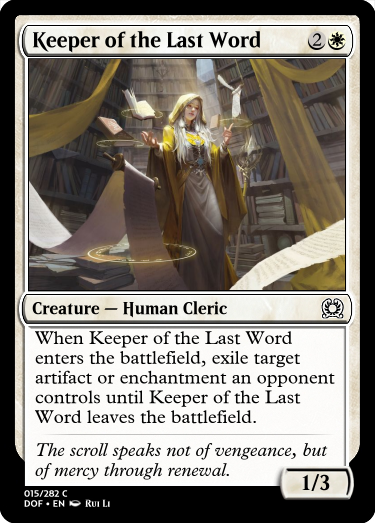 Keeper of the Last Word 2
Creature — Human Cleric
When Keeper of the Last Word
enters the battlefield, exile target
artifact or enchantment an opponent
controls until Keeper of the Last
Word leaves the battlefield.
The scroll speaks not of vengeance, but
of mercy through renewal.
1/3
015/282 C
DOF • EN Rui Li